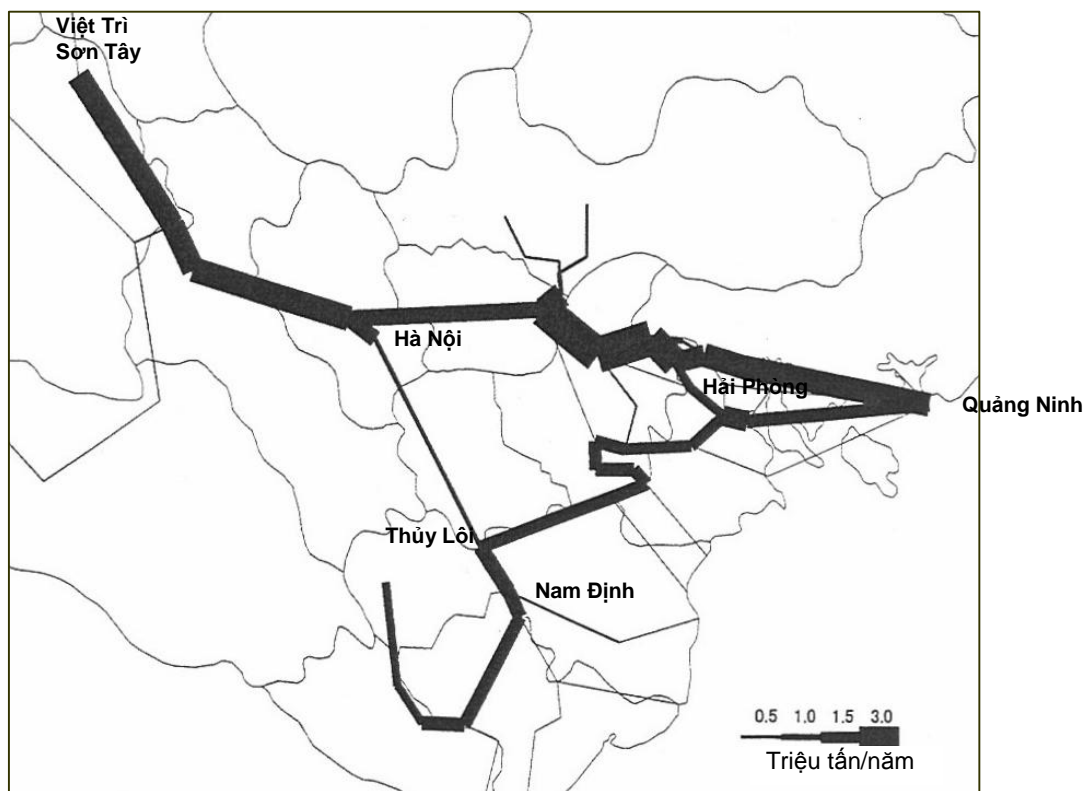 Việt Trì
Sơn Tây
Hà Nội
Hải Phòng
Quảng Ninh
Thủy Lôi
Nam Định
0.5 1.0 1.5 3.0
Triệu tấn/năm